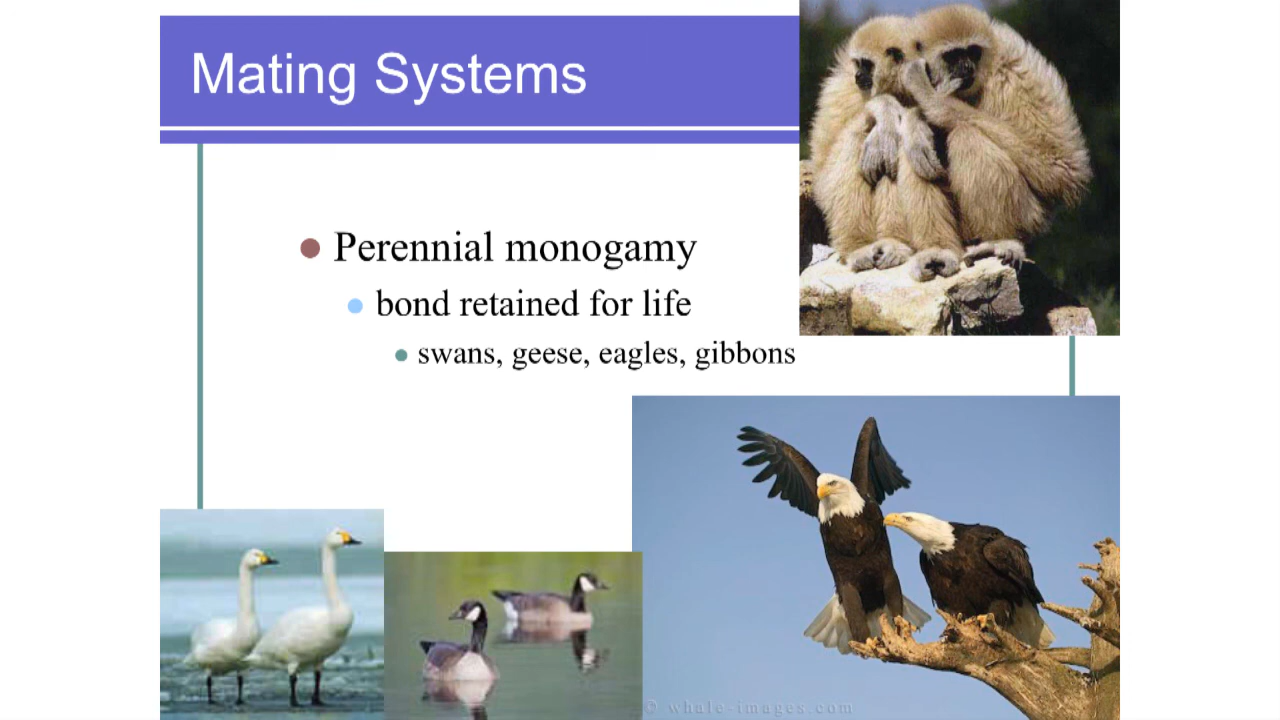 Mating Systems
Perennial monogamy
bond retained for life
swans, geese, eagles, gibbons
© whale-images.com